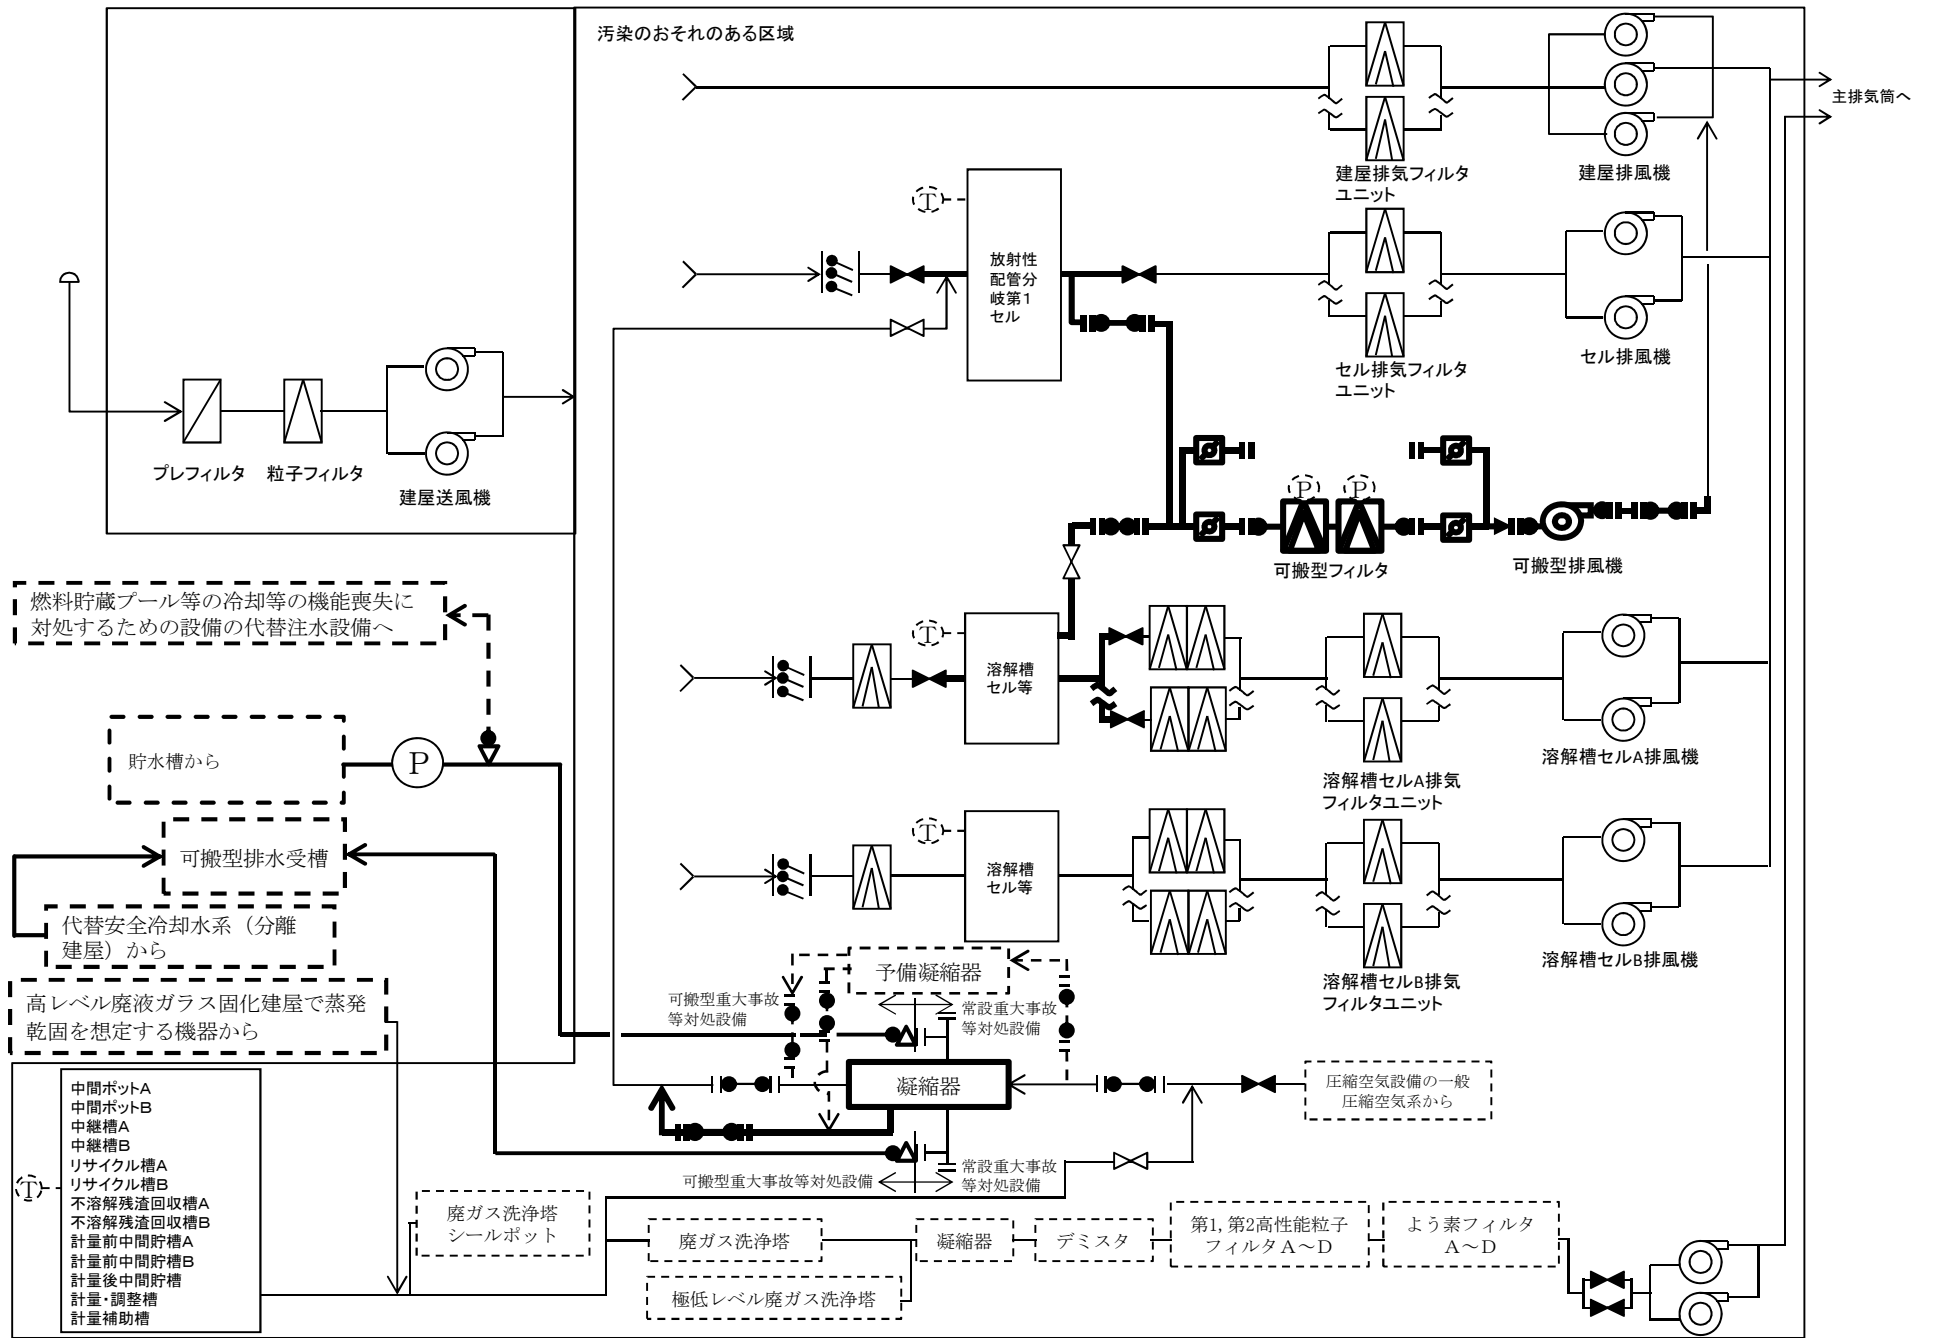 汚染のおそれのある区域
主排気筒へ
建屋排気フィルタ
ユニット
建屋排風機
T
放射性
配管分
岐第1
セル
セル排気フィルタ
ユニット
セル排風機
プレフィルタ
粒子フィルタ
建屋送風機
P
P
可搬型フィルタ
可搬型排風機
燃料貯蔵プール等の冷却等の機能喪失に
対処するための設備の代替注水設備へ
T
溶解槽
セル等
溶解槽セルA排気
フィルタユニット
溶解槽セルA排風機
貯水槽から
P
可搬型排水受槽
代替安全冷却水系（分離
建屋）から
T
溶解槽
セル等
溶解槽セルB排気
フィルタユニット
溶解槽セルB排風機
高レベル廃液ガラス固化建屋で蒸発
乾固を想定する機器から
予備凝縮器
可搬型重大事故
等対処設備
常設重大事故
等対処設備
凝縮器
圧縮空気設備の一般
圧縮空気系から
可搬型重大事故等対処設備
常設重大事故
等対処設備
T
中間ポットA
中間ポットB
中継槽A
中継槽B
リサイクル槽A
リサイクル槽B
不溶解残渣回収槽A
不溶解残渣回収槽B
計量前中間貯槽A
計量前中間貯槽B
計量後中間貯槽
計量・調整槽
計量補助槽
廃ガス洗浄塔
シールポット
廃ガス洗浄塔
凝縮器
デミスタ
第1,第2高性能粒子
フィルタA～D
よう素フィルタ
A～D
極低レベル廃ガス洗浄塔